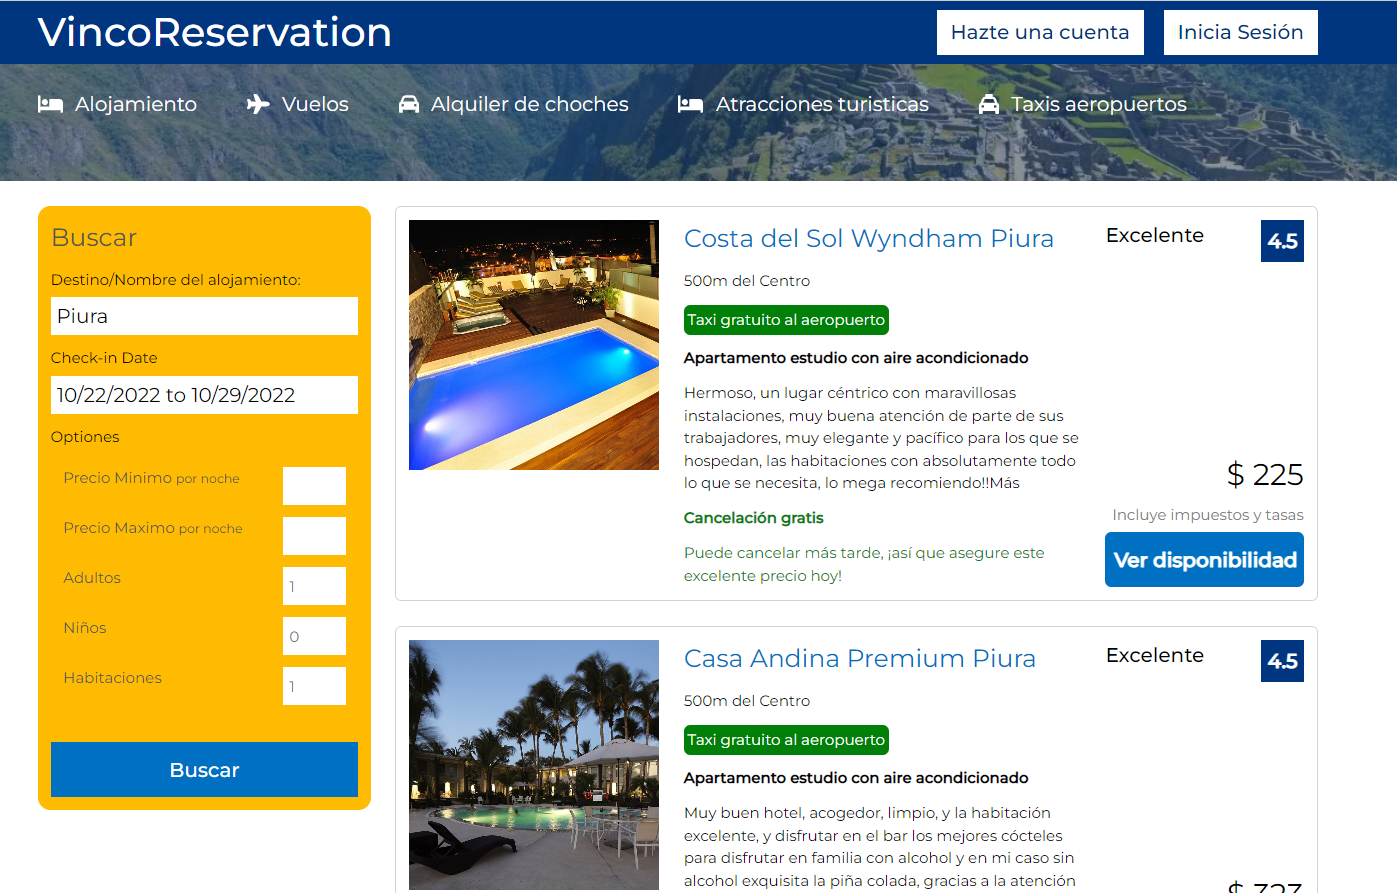 VincoReservation
Hazte una cuenta
Inicia Sesión
Alojamiento
Vuelos
Alquiler de choches
Atracciones turisticas
Taxis aeropuertos
Buscar
Destino/Nombre del alojamiento:
Piura
Check-in Date
10/22/2022 to 10/29/2022
Optiones
Precio Minimo por noche
Precio Maximo por noche
Adultos
1
Niños
0
Habitaciones
1
Buscar
Costa del Sol Wyndham Piura
500m del Centro
Taxi gratuito al aeropuerto
Apartamento estudio con aire acondicionado
Hermoso, un lugar céntrico con maravillosas
instalaciones, muy buena atención de parte de sus
trabajadores, muy elegante y pacífico para los que se
hospedan, las habitaciones con absolutamente todo
lo que se necesita, lo mega recomiendo!!Más
Cancelación gratis
Puede cancelar más tarde, ¡así que asegure este
excelente precio hoy!
Excelente
4.5
$ 225
Incluye impuestos y tasas
Ver disponibilidad
Casa Andina Premium Piura
500m del Centro
Taxi gratuito al aeropuerto
Apartamento estudio con aire acondicionado
Muy buen hotel, acogedor, limpio, y la habitación
excelente, y disfrutar en el bar los mejores cócteles
para disfrutar en familia con alcohol y en mi caso sin
alcohol exquisita la piña colada, gracias a la atención
Excelente
4.5